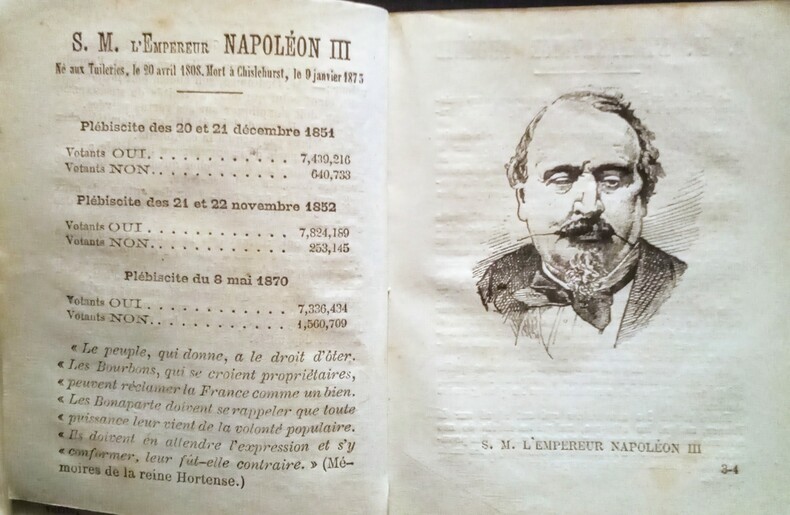 S. M. L'EMPEREUR NAPOLÉON III
Né aux Tuileries, le 20 avril 1808. Mort à Chislehurst, le 9 janvier 1873
Plébiscite des 20 et 21 décembre 1851
Votants OUI. . . . . . . . . . . . . 7,439,216
Votants NON. . . . . . . . . . . . . 640,733
Plébiscite des 21 et 22 novembre 1852
Votants OUI . . . . . . . . . . . . 7,824,189
Votants NON. . . . . . . . . . . . . 253,145
Plébiscite du 8 mai 1870
Votants OUI . . . . . . . . . . . . 7,336,434
Votants NON. . . . . . . . . . . . . 1,560,709
« Le peuple, qui donne, a le droit d'ôter.
« Les Bourbons, qui se croient propriétaires,
« peuvent réclamer la France comme un bien.
« Les Bonaparte doivent se rappeler que toute
« puissance leur vient de la volonté populaire.
« Ils doivent en attendre l'expression et s'y
« conformer, leur fût-elle contraire. » (Mé-
moires de la reine Hortense.)
S. M. L'EMPEREUR NAPOLÉON III
3-4